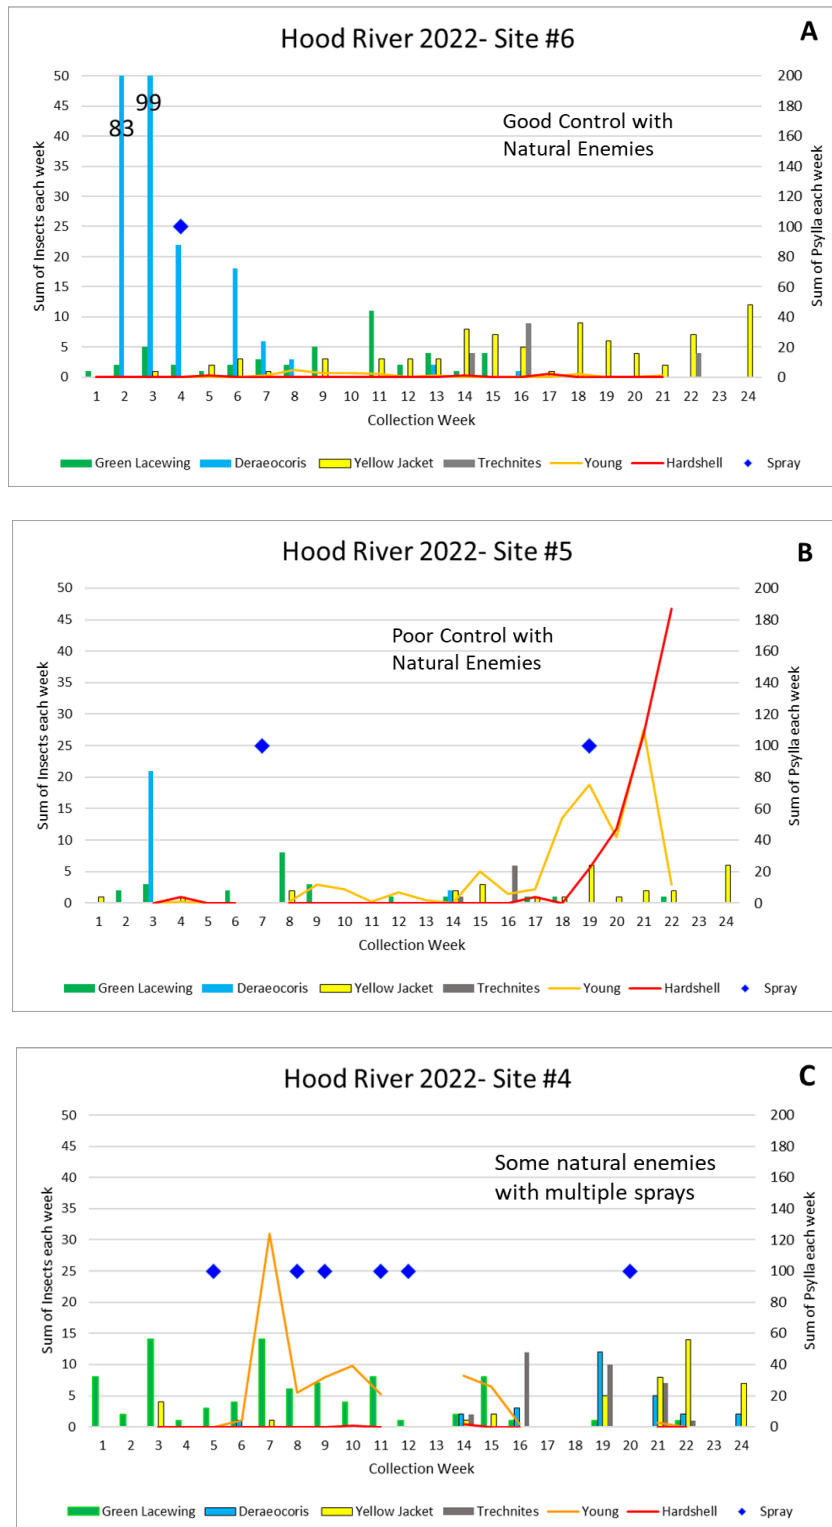 Hood River 2022- Site #6
A
50
45
40
35
30
25
20
15
10
5
0
Sum of Insects each week
83
99
Good Control with
Natural Enemies
200
180
160
140
120
100
80
60
40
20
0
Sum of Psylla each week
1 2 3 4 5 6 7 8 9 10 11 12 13 14 15 16 17 18 19 20 21 22 23 24
Collection Week
Green Lacewing Deraeocoris Yellow Jacket Trechnites Young Hardshell Spray
Hood River 2022- Site #5
B
50
45
40
35
30
25
20
15
10
5
0
Sum of Insects each week
Poor Control with
Natural Enemies
200
180
160
140
120
100
80
60
40
20
0
Sum of Psylla each week
1 2 3 4 5 6 7 8 9 10 11 12 13 14 15 16 17 18 19 20 21 22 23 24
Collection Week
Green Lacewing Deraeocoris Yellow Jacket Trechnites Young Hardshell Spray
Hood River 2022- Site #4
C
50
45
40
35
30
25
20
15
10
5
0
Sum of Insects each week
Some natural enemies
with multiple sprays
200
180
160
140
120
100
80
60
40
20
0
Sum of Psylla each week
1 2 3 4 5 6 7 8 9 10 11 12 13 14 15 16 17 18 19 20 21 22 23 24
Collection Week
Green Lacewing Deraeocoris Yellow Jacket Trechnites Young Hardshell Spray